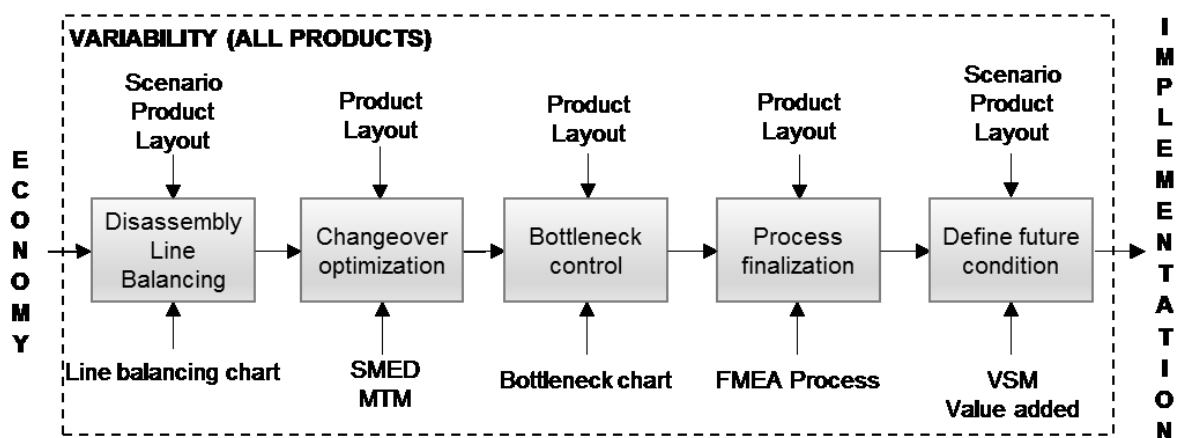 VARIABILITY (ALL PRODUCTS)
ECONOMY
Scenario
Product
Layout
Disassembly
Line
Balancing
Line balancing chart
Product
Layout
Changeover
optimization
SMED
MTM
Product
Layout
Bottleneck
control
Bottleneck chart
Product
Layout
Process
finalization
FMEA Process
Scenario
Product
Layout
Define future
condition
VSM
Value added
IMPLEMENTATION